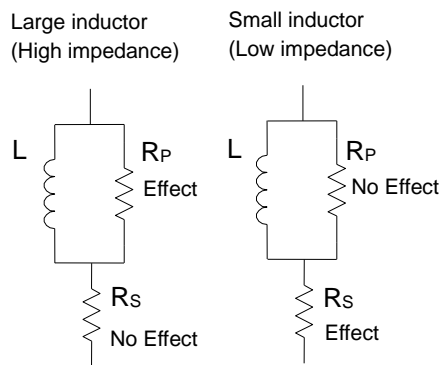 Large inductor
(High impedance)
L
RP
Effect
RS
No Effect
Small inductor
(Low impedance)
L
RP
No Effect
RS
Effect